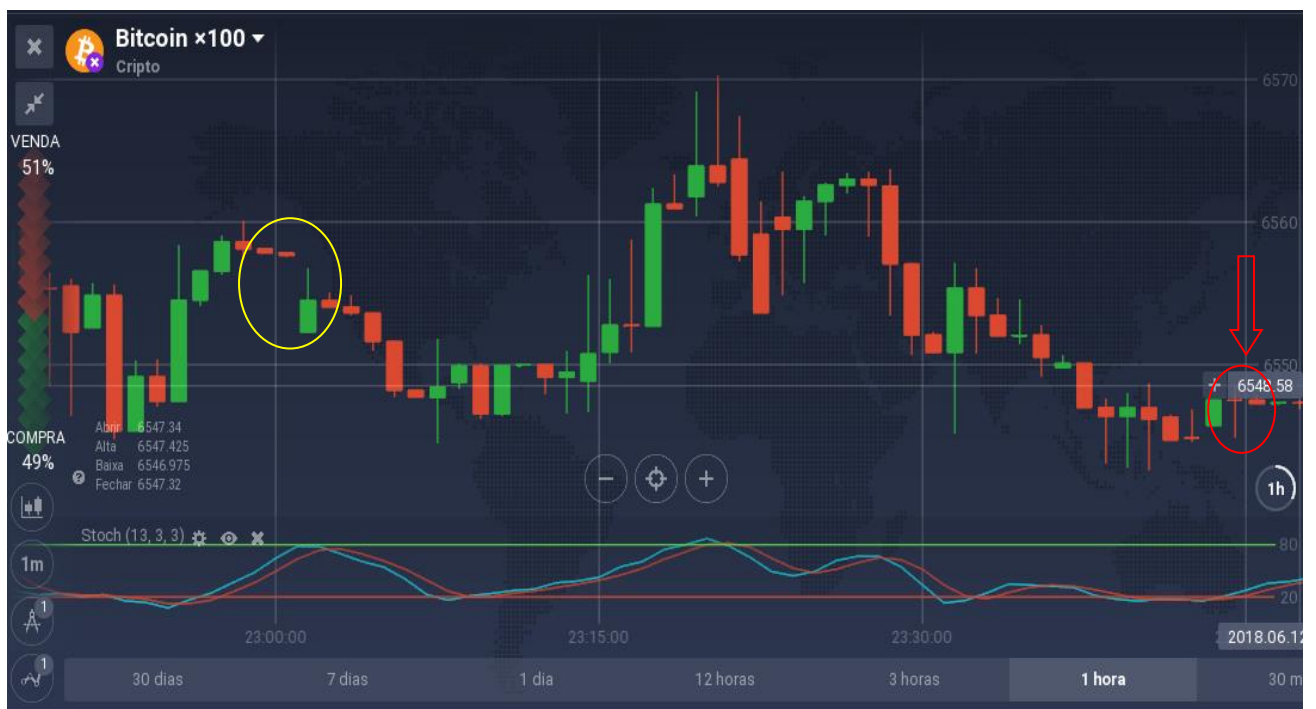 Bitcoin ×100
Cripto
6570
VENDA
51%
6560
6550
6548.58
COMPRA
49%
Abrir 6547.34
Alta 6547.425
Baixa 6546.975
Fechar 6547.32
1h
Stoch (13, 3, 3)
80
1m
20
1
23:00:00
23:15:00
23:30:00
2018.06.12
1
30 dias
7 dias
1 dia
12 horas
3 horas
1 hora
30 m